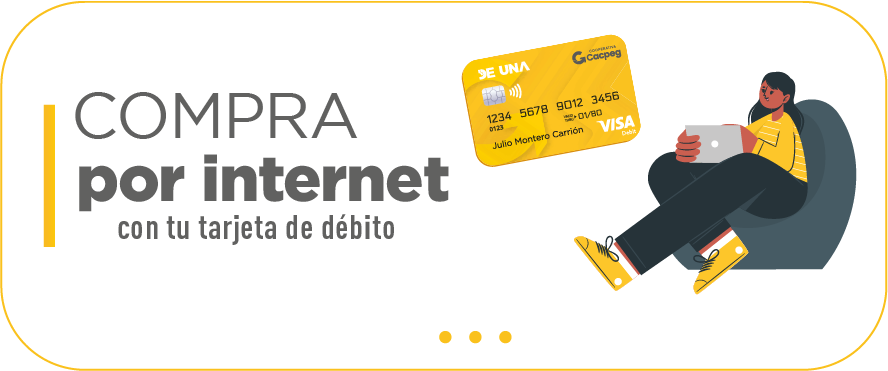 COMPRA
por internet
con tu tarjeta de débito
DE UNA
COOPERATIVA
Cacpeg
1234 5678 9012 3456
0123
01/80
VISA
Debit
Julio Montero Carrión